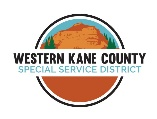 WESTERN KANE COUNTY
SPECIAL SERVICE DISTRICT